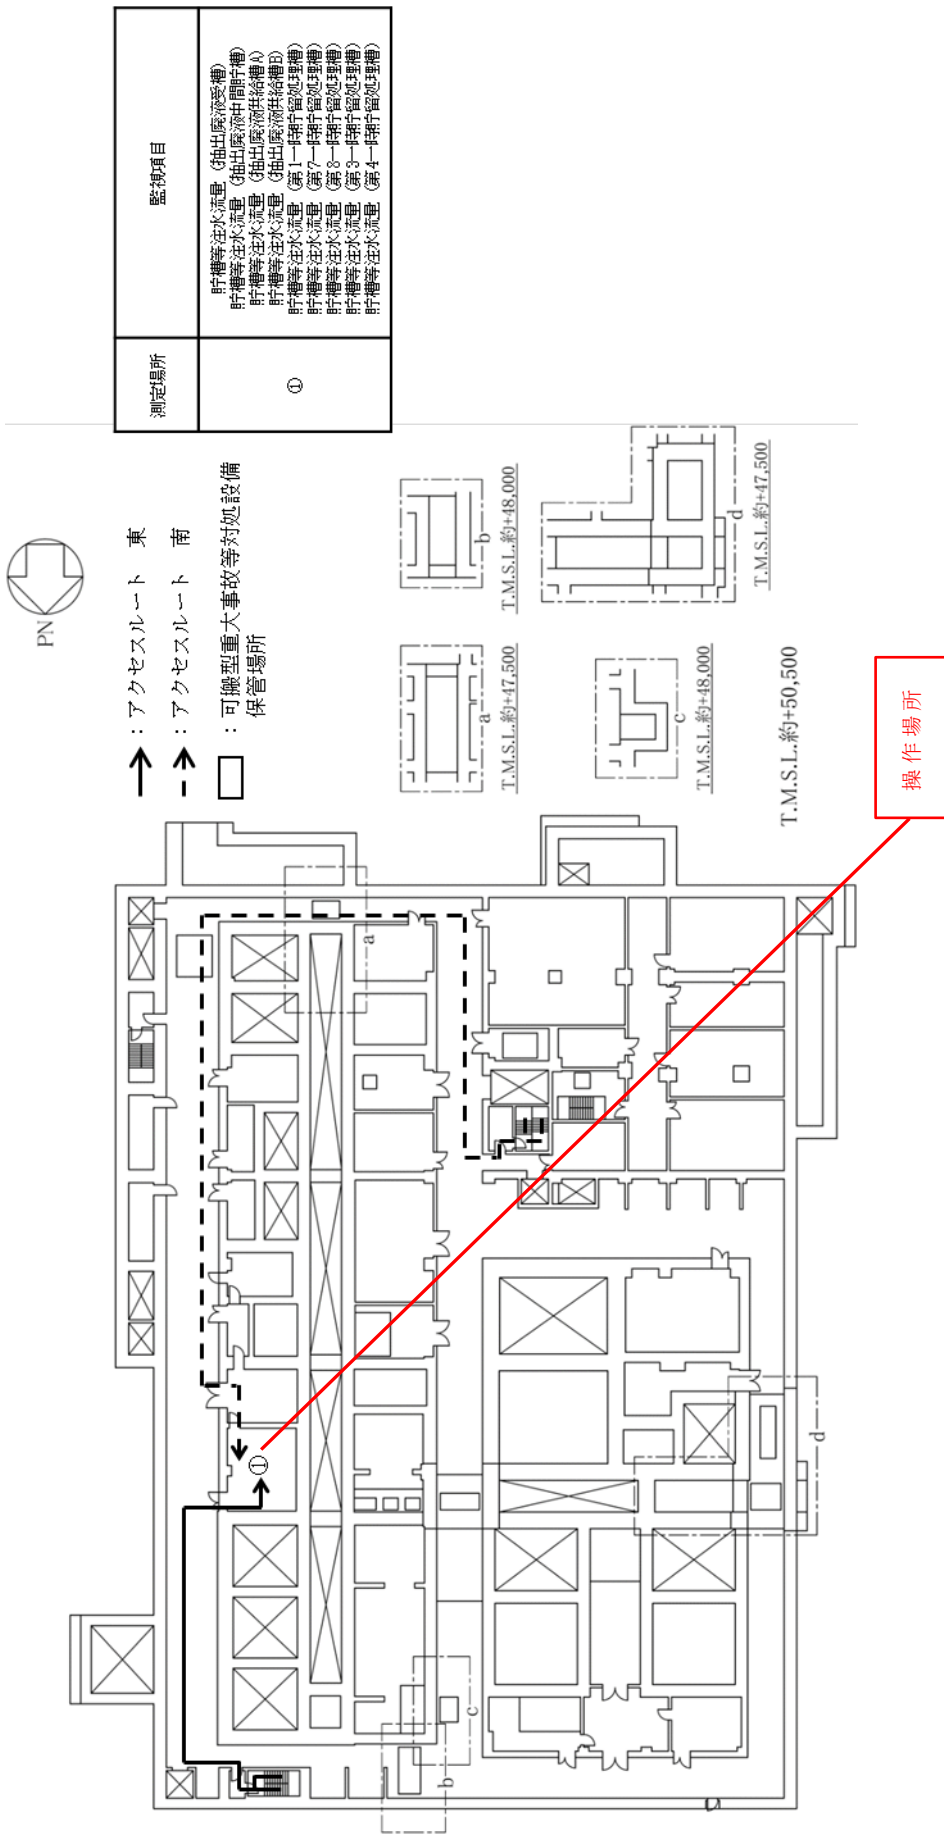 測定場所
監視項目
①
貯槽等注水流量 (抽出廃液受槽)
貯槽等注水流量 (抽出廃液中間貯槽)
貯槽等注水流量 (抽出廃液供給槽A)
貯槽等注水流量 (抽出廃液供給槽B)
貯槽等注水流量 (第1一時貯留処理槽)
貯槽等注水流量 (第7一時貯留処理槽)
貯槽等注水流量 (第8一時貯留処理槽)
貯槽等注水流量 (第3一時貯留処理槽)
貯槽等注水流量 (第4一時貯留処理槽)
PN
：アクセスルート 東
：アクセスルート 南
：可搬型重大事故等対処設備
保管場所
a
T.M.S.L.約+47,500
b
T.M.S.L.約+48,000
c
T.M.S.L.約+48,000
d
T.M.S.L.約+47,500
T.M.S.L.約+50,500
操作場所
①
a
b
c
d